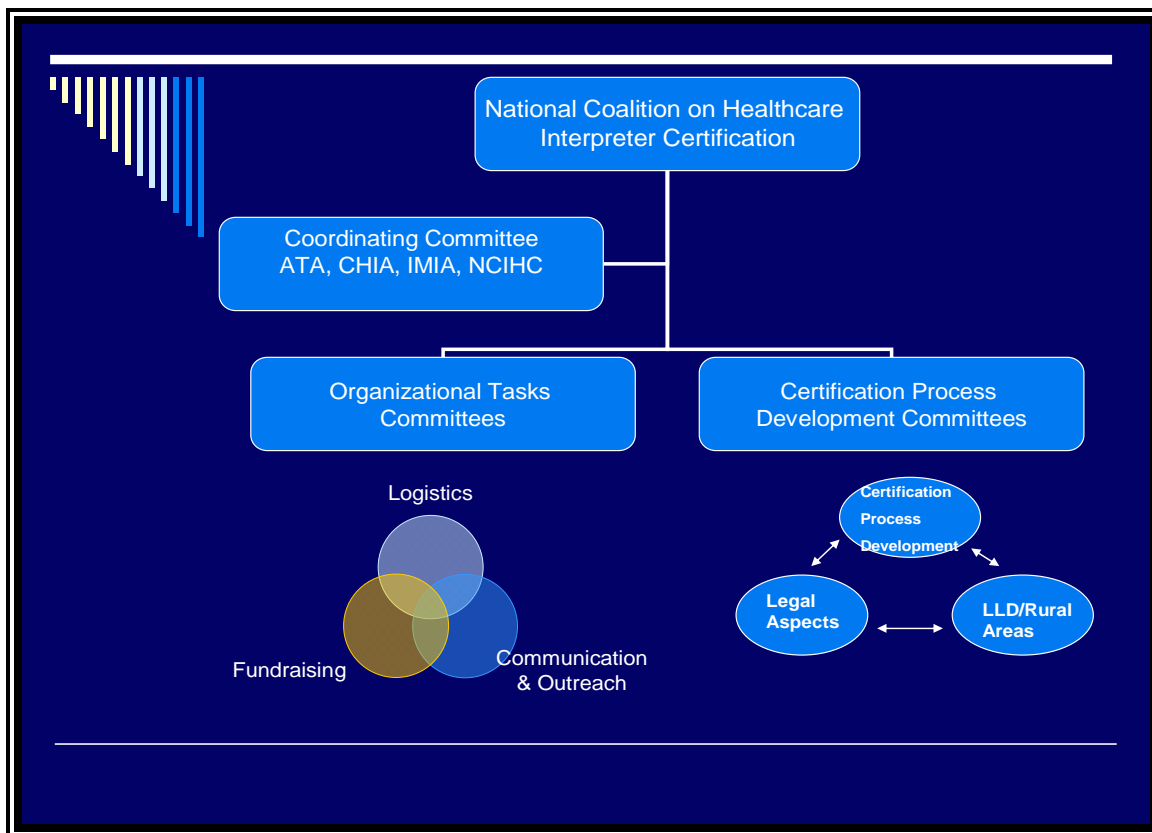 National Coalition on Healthcare
Interpreter Certification
Coordinating Committee
ATA, CHIA, IMIA, NCIHC
Organizational Tasks
Committees
Certification Process
Development Committees
Logistics
Fundraising
Communication
& Outreach
Certification
Process
Development
Legal
Aspects
LLD/Rural
Areas